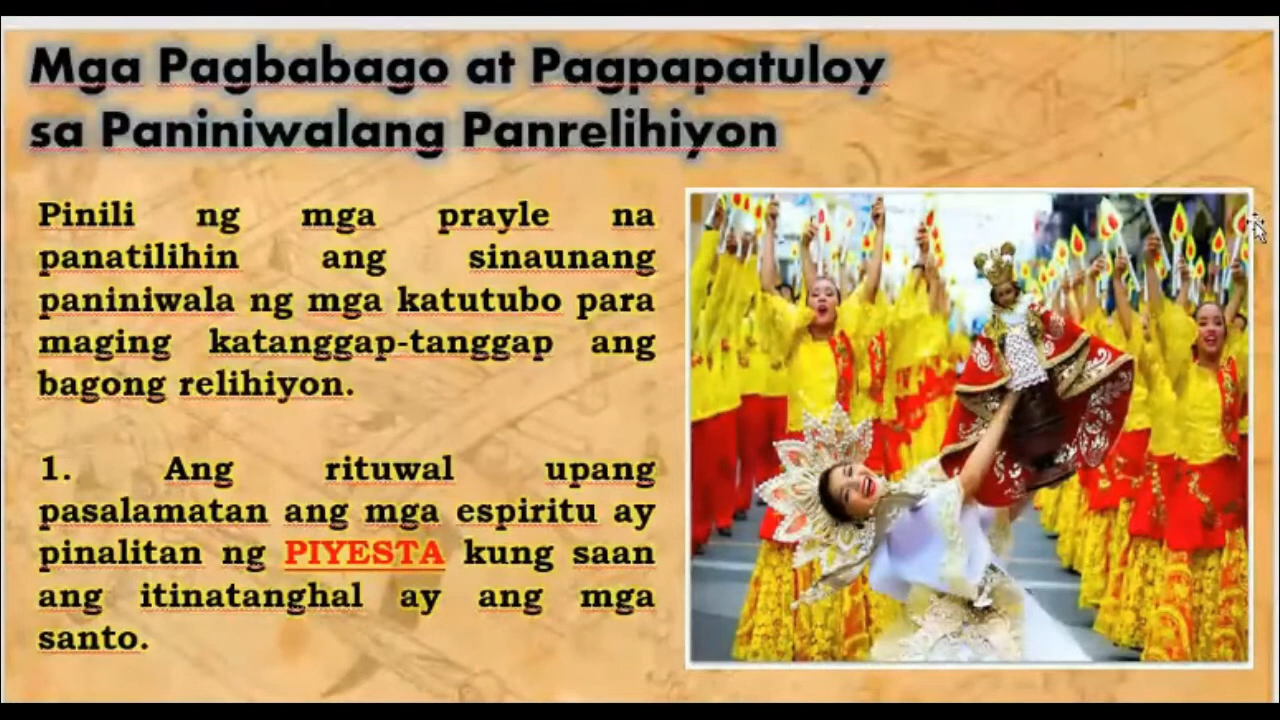 Mga Pagbabago at Pagpapatuloy
sa Paniniwalang Panrelihiyon
Pinili ng mga prayle na
panatilihin ang sinaunang
paniniwala ng mga katutubo para
maging katanggap-tanggap ang
bagong relihiyon.
1. Ang rituwal upang
pasalamatan ang mga espiritu ay
pinalitan ng PIYESTA kung saan
ang itinatanghal ay ang mga
santo.